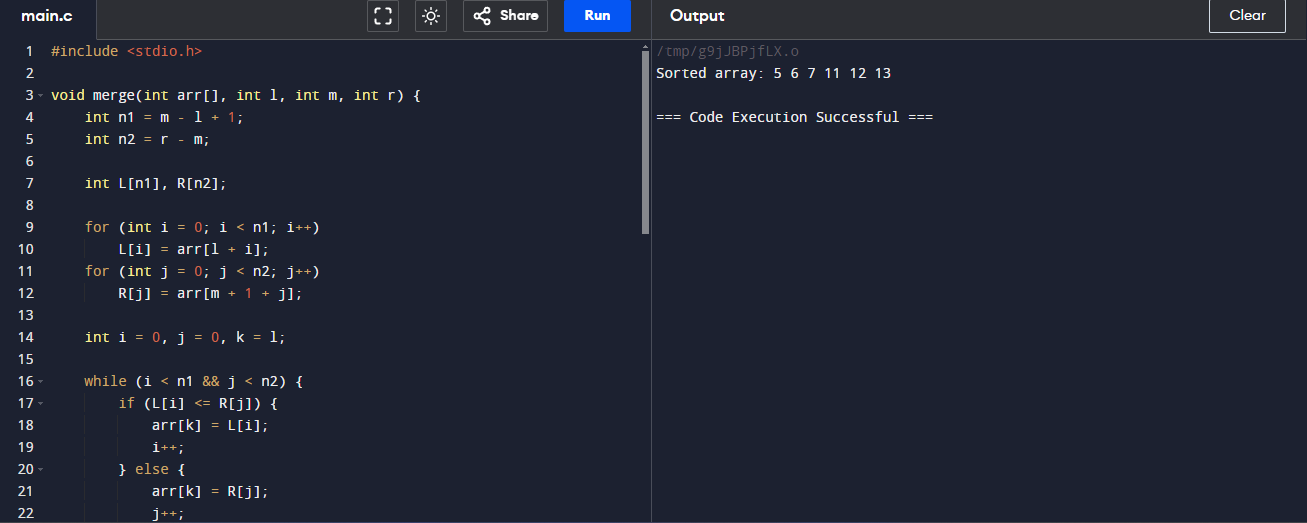 main.c
Share
Run
Output
Clear
1 #include <stdio.h>
2
3 void merge(int arr[], int l, int m, int r) {
4 int n1 = m - l + 1;
5 int n2 = r - m;
6
7 int L[n1], R[n2];
8
9 for (int i = 0; i < n1; i++)
10 L[i] = arr[l + i];
11 for (int j = 0; j < n2; j++)
12 R[j] = arr[m + 1 + j];
13
14 int i = 0, j = 0, k = l;
15
16 while (i < n1 && j < n2) {
17 if (L[i] <= R[j]) {
18 arr[k] = L[i];
19 i++;
20 } else {
21 arr[k] = R[j];
22 j++;
/tmp/g9jJBPjfLX.o
Sorted array: 5 6 7 11 12 13
=== Code Execution Successful ===